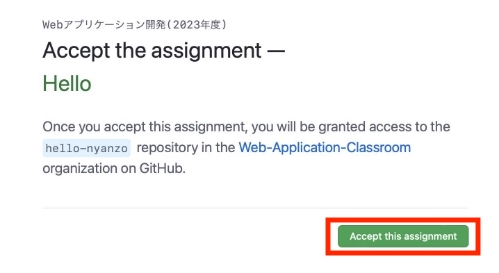 Webアプリケーション開発(2023年度)
Accept the assignment —
Hello
Once you accept this assignment, you will be granted access to the
hello-nyanzo repository in the Web-Application-Classroom
organization on GitHub.
Accept this assignment